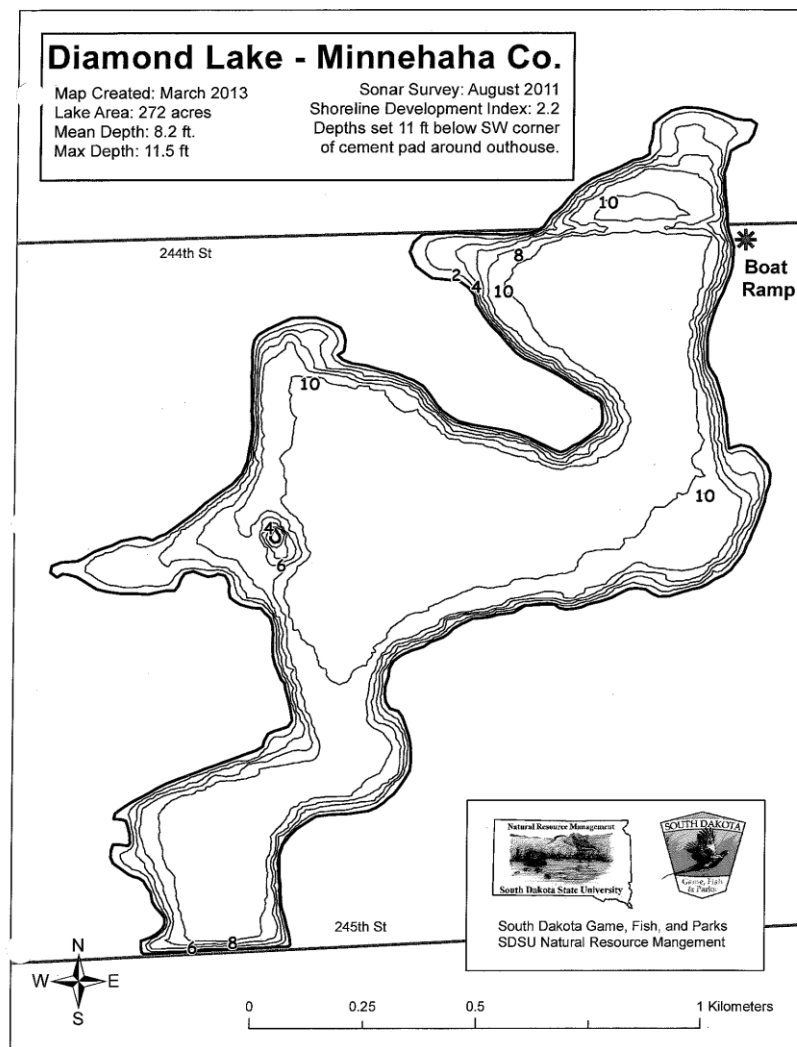 Diamond Lake - Minnehaha Co.
Map Created: March 2013
Lake Area: 272 acres
Mean Depth: 8.2 ft.
Max Depth: 11.5 ft
Sonar Survey: August 2011
Shoreline Development Index: 2.2
Depths set 11 ft below SW corner
of cement pad around outhouse.
10
244th St
8
2
4
10
Boat
Ramp
10
10
4
6
Natural Resource Management
South Dakota State University
SOUTH DAKOTA
Game, Fish
& Parks
South Dakota Game, Fish, and Parks
SDSU Natural Resource Mangement
245th St
6
8
N
W
E
S
0
0.25
0.5
1 Kilometers